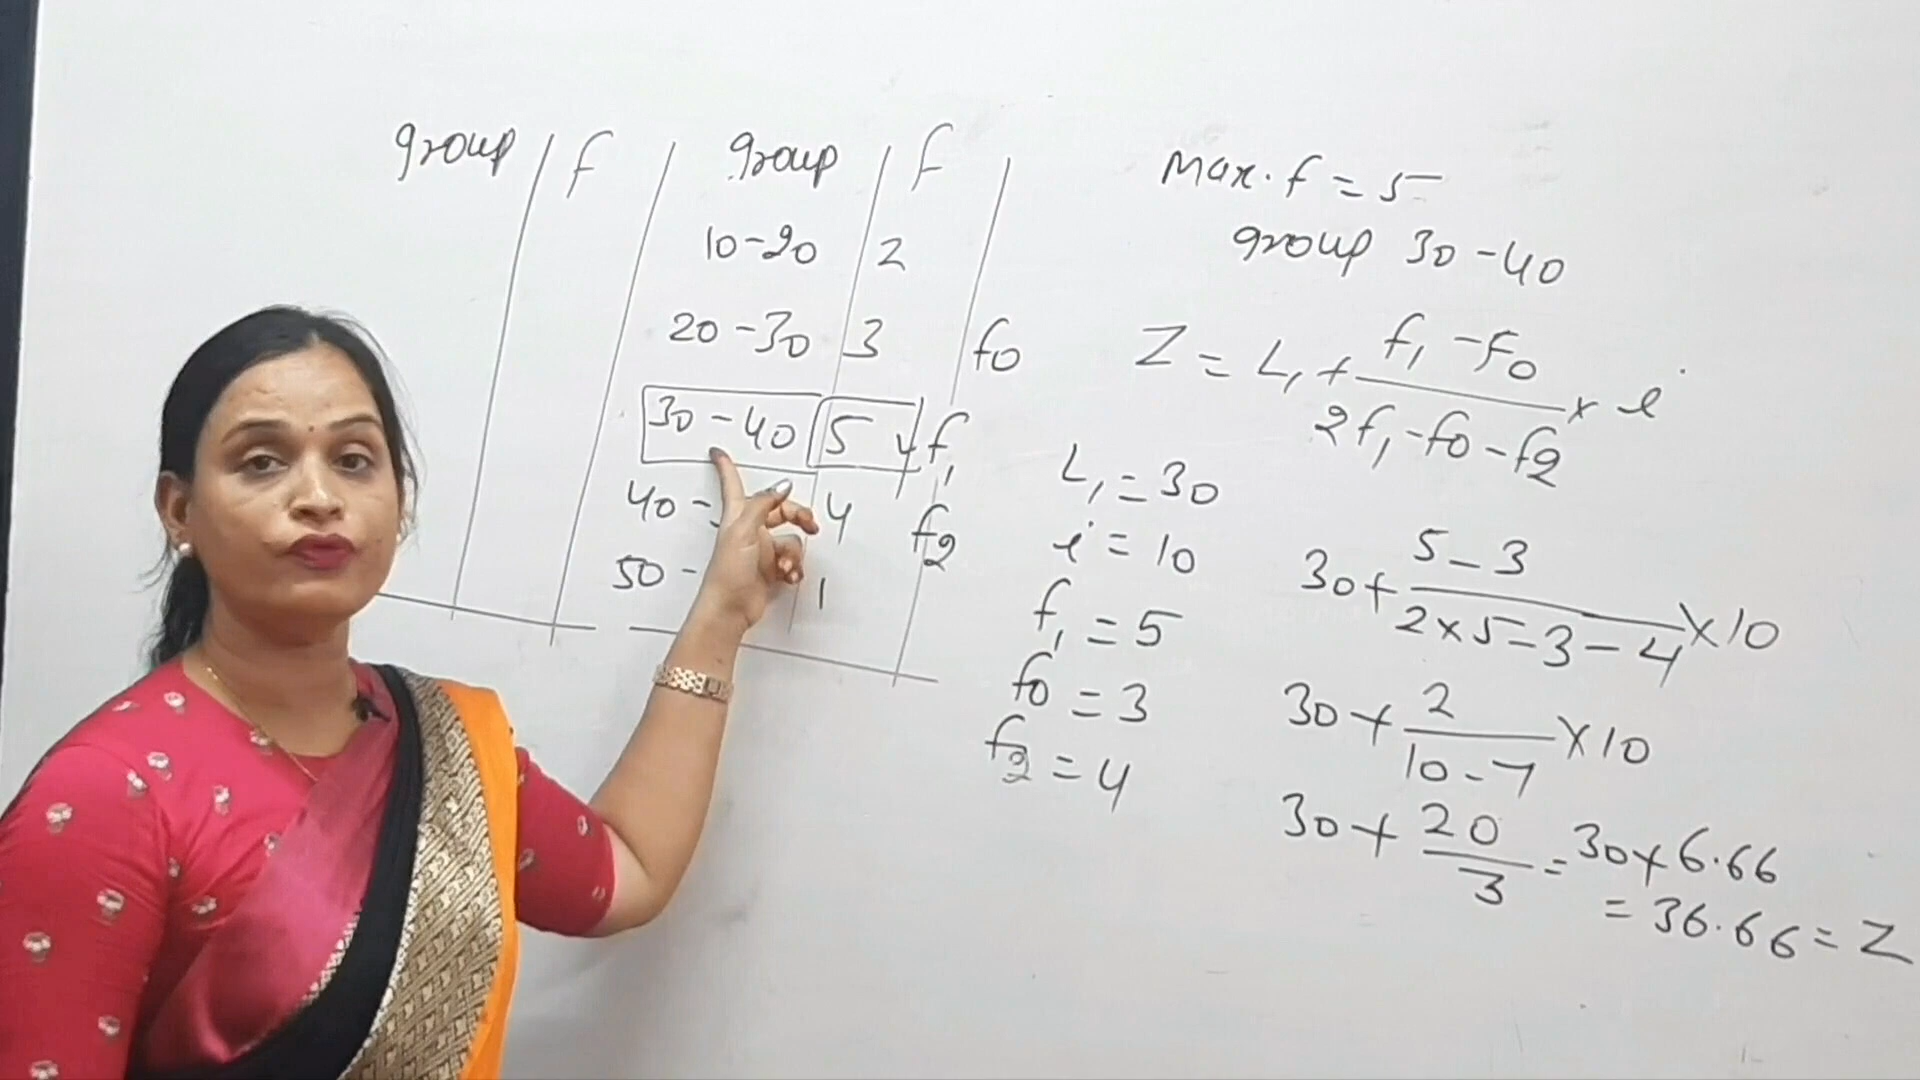 group f
group f
10-20 2
20-30 3 f0
30-40 5 ✓ f1
40- 4 f2
50- 1
Max. f = 5
group 30-40
Z = L1 + f1 - f0 / 2f1 - f0 - f2 × i
L1 = 30
i = 10
f1 = 5
f0 = 3
f2 = 4
30 + 5-3 / 2×5-3-4 ×10
30 + 2 / 10-7 ×10
30 + 20 / 3 = 30+6.66
= 36.66 = Z